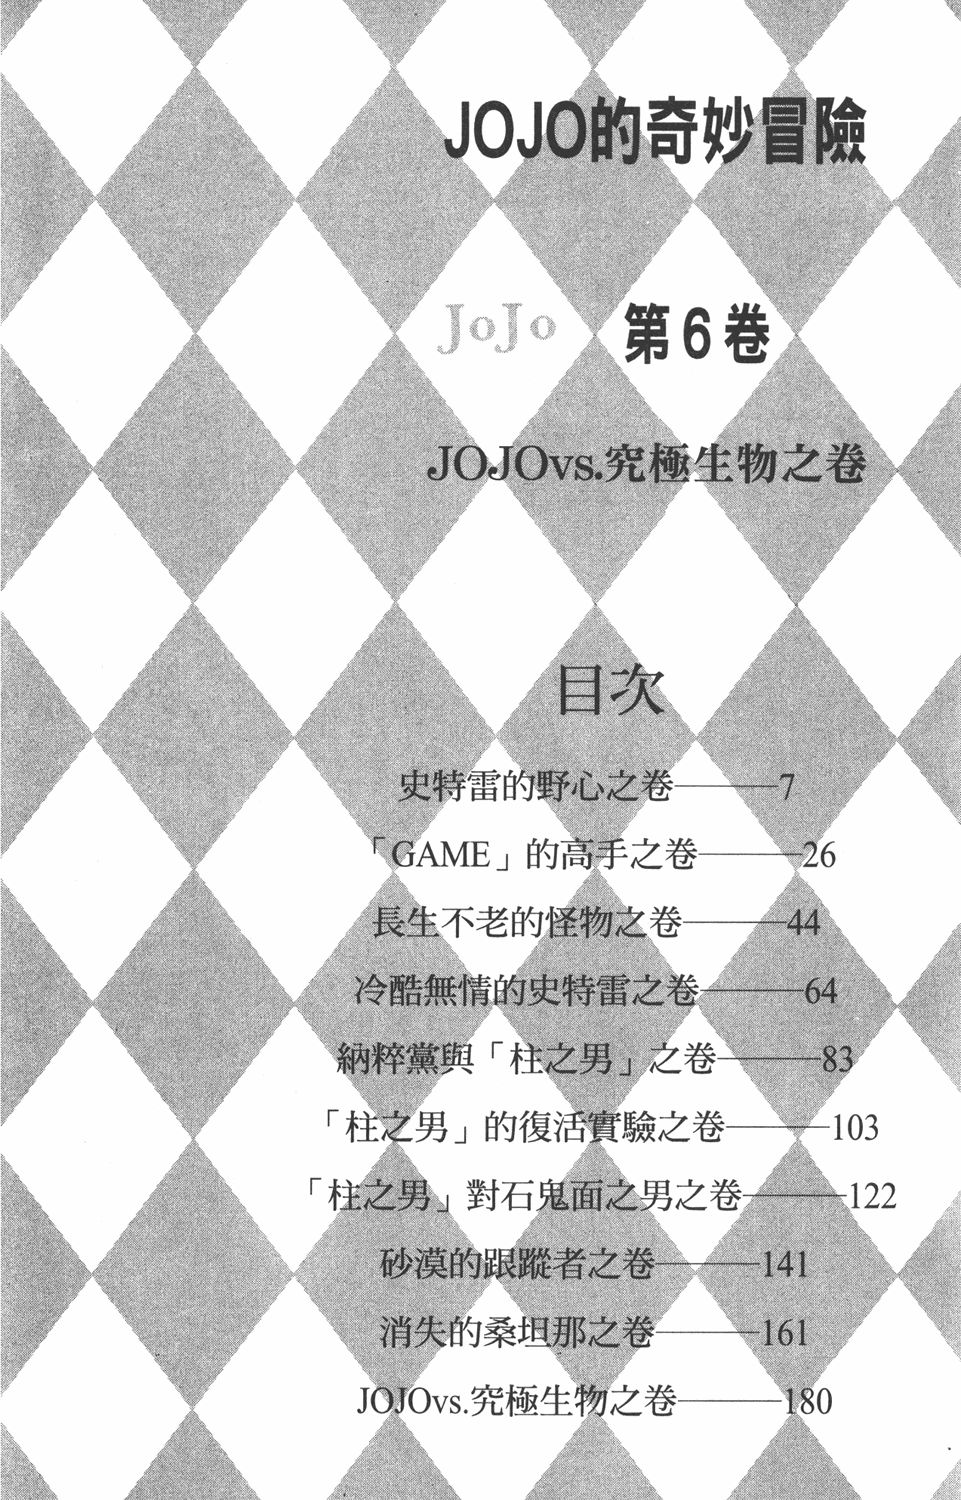 JOJO的奇妙冒險
JoJo 第6卷
JOJOvs.究極生物之卷
目次
史特雷的野心之卷———7
「GAME」的高手之卷———26
長生不老的怪物之卷———44
冷酷無情的史特雷之卷———64
納粹黨與「柱之男」之卷———83
「柱之男」的復活實驗之卷———103
「柱之男」對石鬼面之男之卷———122
砂漠的跟蹤者之卷———141
消失的桑坦那之卷———161
JOJOvs.究極生物之卷———180